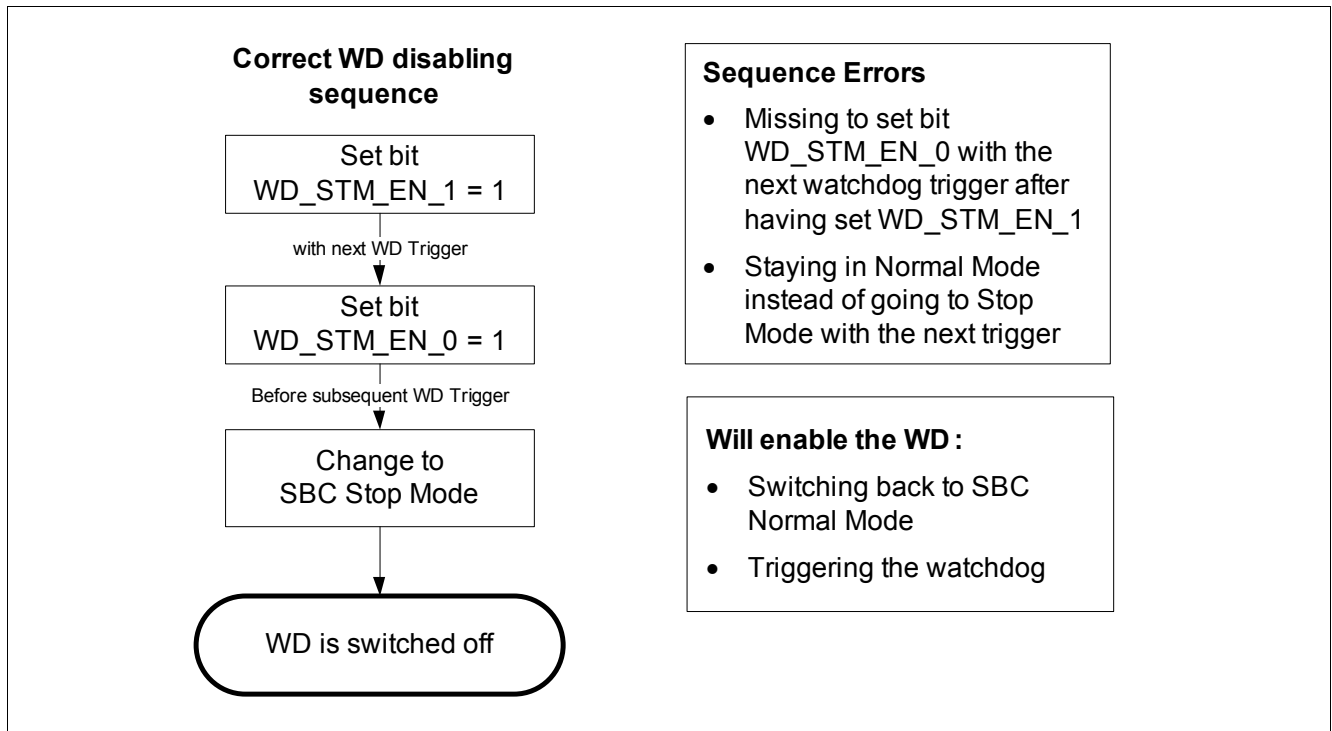 Correct WD disabling
sequence
Set bit
WD_STM_EN_1 = 1
with next WD Trigger
Set bit
WD_STM_EN_0 = 1
Before subsequent WD Trigger
Change to
SBC Stop Mode
WD is switched off
Sequence Errors
• Missing to set bit
WD_STM_EN_0 with the
next watchdog trigger after
having set WD_STM_EN_1
• Staying in Normal Mode
instead of going to Stop
Mode with the next trigger
Will enable the WD :
• Switching back to SBC
Normal Mode
• Triggering the watchdog